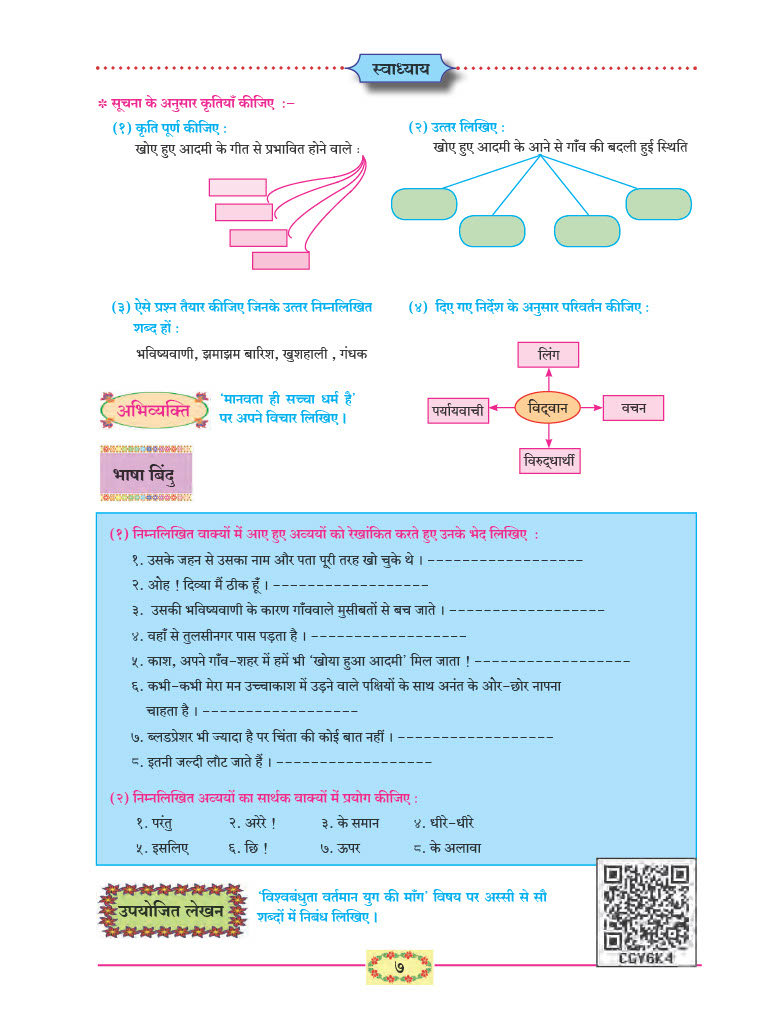 स्वाध्याय
* सूचना के अनुसार कृतियाँ कीजिए :–
(१) कृति पूर्ण कीजिए :
खोए हुए आदमी के गीत से प्रभावित होने वाले :
(२) उत्तर लिखिए :
खोए हुए आदमी के आने से गाँव की बदली हुई स्थिति
(३) ऐसे प्रश्न तैयार कीजिए जिनके उत्तर निम्नलिखित
शब्द हों :
भविष्यवाणी, झमाझम बारिश, खुशहाली , गंधक
(४) दिए गए निर्देश के अनुसार परिवर्तन कीजिए :
लिंग
पर्यायवाची
विद्वान
वचन
विरुद्धार्थी
अभिव्यक्ति
‘मानवता ही सच्चा धर्म है’
पर अपने विचार लिखिए।
भाषा बिंदु
(१) निम्नलिखित वाक्यों में आए हुए अव्ययों को रेखांकित करते हुए उनके भेद लिखिए :
१. उसके जहन से उसका नाम और पता पूरी तरह खो चुके थे । ------------------
२. ओह ! दिव्या मैं ठीक हूँ । ------------------
३. उसकी भविष्यवाणी के कारण गाँववाले मुसीबतों से बच जाते । ------------------
४. वहाँ से तुलसीनगर पास पड़ता है । ------------------
५. काश, अपने गाँव-शहर में हमें भी ‘खोया हुआ आदमी’ मिल जाता ! ------------------
६. कभी-कभी मेरा मन उच्चाकाश में उड़ने वाले पक्षियों के साथ अनंत के ओर-छोर नापना
चाहता है । ------------------
७. ब्लडप्रेशर भी ज्यादा है पर चिंता की कोई बात नहीं । ------------------
८. इतनी जल्दी लौट जाते हैं । ------------------
(२) निम्नलिखित अव्ययों का सार्थक वाक्यों में प्रयोग कीजिए :
१. परंतु २. अरेरे ! ३. के समान ४. धीरे-धीरे
५. इसलिए ६. छि ! ७. ऊपर ८. के अलावा
उपयोजित लेखन
‘विश्वबंधुता वर्तमान युग की माँग’ विषय पर अस्सी से सौ
शब्दों में निबंध लिखिए।
CGY6K4
७